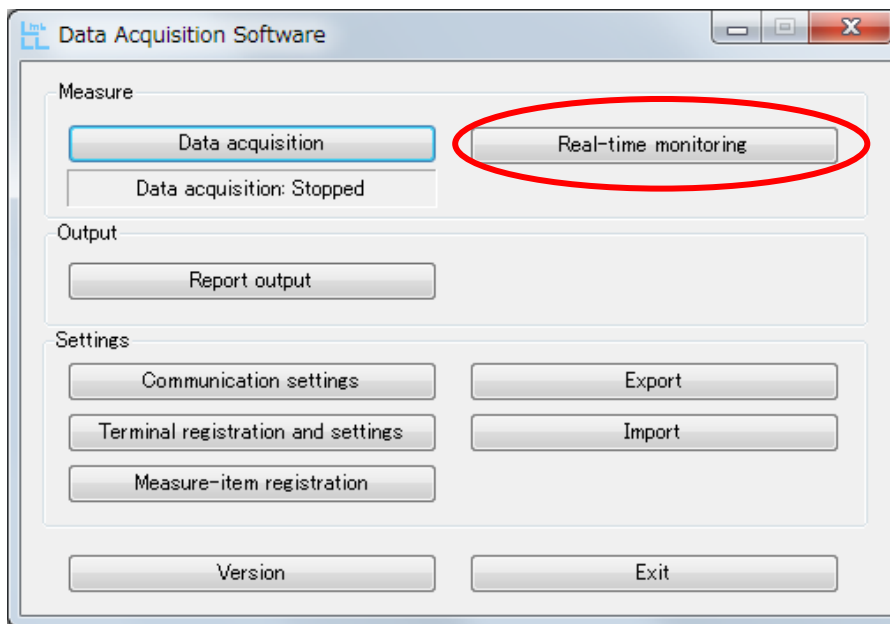 Data Acquisition Software
Measure
Data acquisition
Real-time monitoring
Data acquisition: Stopped
Output
Report output
Settings
Communication settings
Export
Terminal registration and settings
Import
Measure-item registration
Version
Exit